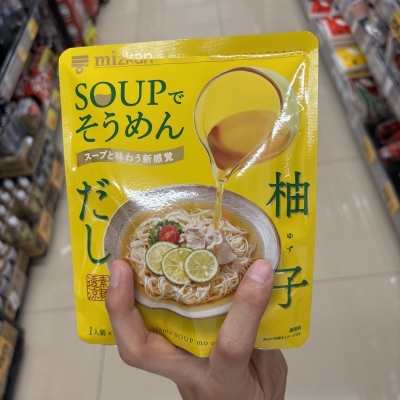 mizkan
SOUPで
そうめん
スープと味わう新感覚
柚子
ゆず
だし
1人前
SOUP mo